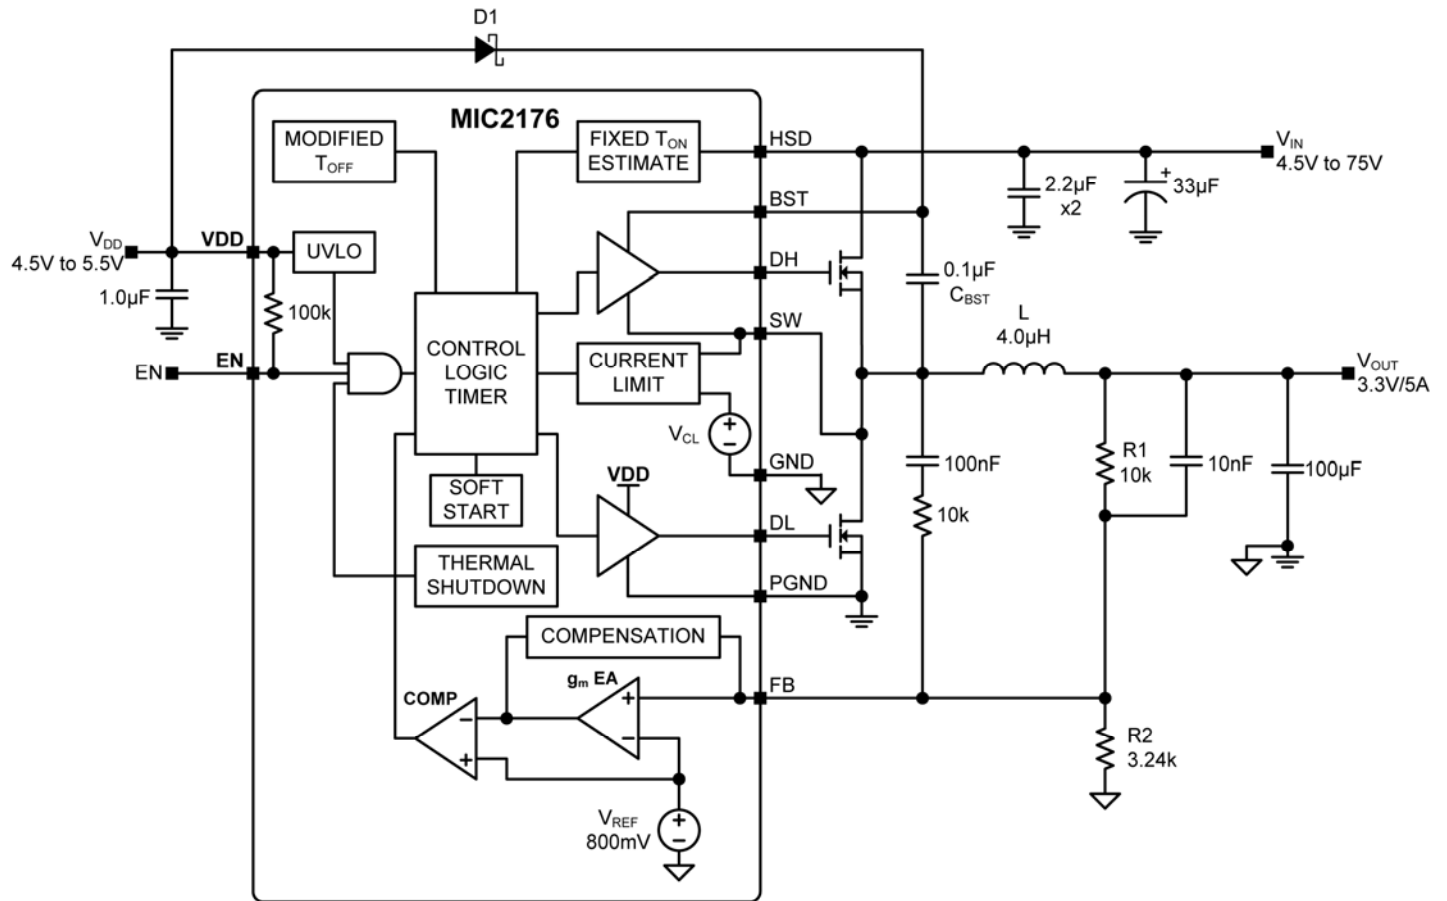 D1
MIC2176
MODIFIED
TOFF
FIXED TON
ESTIMATE
HSD
VIN
4.5V to 75V
2.2µF
x2
+
33µF
BST
VDD
4.5V to 5.5V
VDD
UVLO
1.0µF
100k
DH
0.1µF
CBST
SW
L
4.0µH
EN
EN
CONTROL
LOGIC
TIMER
CURRENT
LIMIT
VOUT
3.3V/5A
VCL
+
−
GND
100nF
R1
10k
10nF
100µF
SOFT
START
VDD
10k
DL
THERMAL
SHUTDOWN
PGND
COMPENSATION
COMP
gm EA
+
−
−
+
FB
R2
3.24k
VREF
800mV
+
−